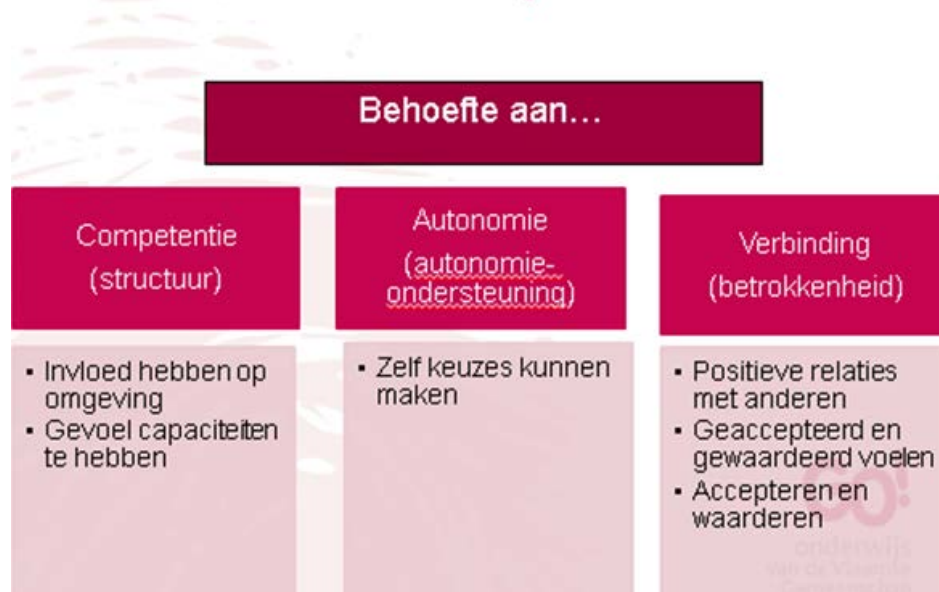 Behoefte aan...
Competentie
(structuur)
Autonomie
(autonomie-
ondersteuning)
Verbinding
(betrokkenheid)
▪ Invloed hebben op
omgeving
▪ Gevoel capaciteiten
te hebben
▪ Zelf keuzes kunnen
maken
▪ Positieve relaties
met anderen
▪ Geaccepteerd en
gewaardeerd voelen
▪ Accepteren en
waarderen
GO!
onderwijs
van de Vlaamse
Gemeenschap